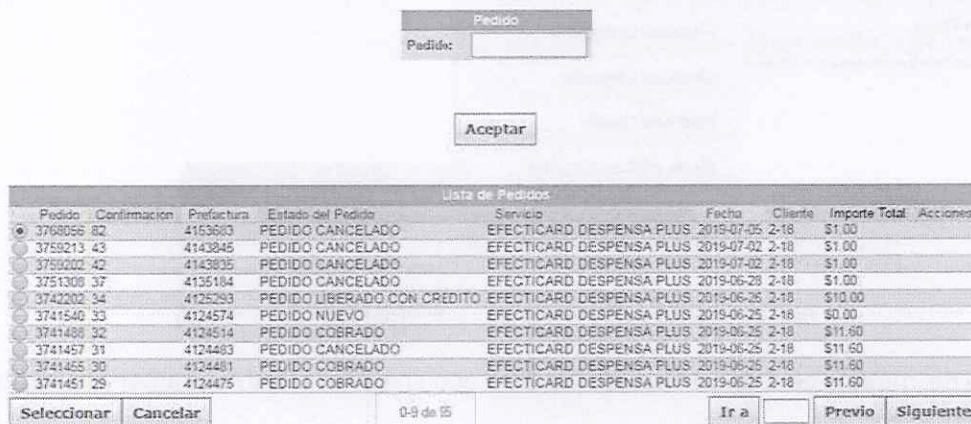 Pedido
Pedido:
Aceptar
Lista de Pedidos
Pedido Confirmacion Prefactura Estado del Pedido Servicio Fecha Cliente Importe Total Acciones
3768056 82 4153683 PEDIDO CANCELADO EFECTICARD DESPENSA PLUS 2019-07-05 2-18 $1.00
3759213 43 4143845 PEDIDO CANCELADO EFECTICARD DESPENSA PLUS 2019-07-02 2-18 $1.00
3759202 42 4143835 PEDIDO CANCELADO EFECTICARD DESPENSA PLUS 2019-07-02 2-18 $1.00
3751308 37 4135184 PEDIDO CANCELADO EFECTICARD DESPENSA PLUS 2019-06-28 2-18 $1.00
3742202 34 4125293 PEDIDO LIBERADO CON CREDITO EFECTICARD DESPENSA PLUS 2019-06-25 2-18 $10.00
3741540 33 4124574 PEDIDO NUEVO EFECTICARD DESPENSA PLUS 2019-06-25 2-18 $0.00
3741488 32 4124514 PEDIDO COBRADO EFECTICARD DESPENSA PLUS 2019-06-25 2-18 $11.60
3741457 31 4124483 PEDIDO CANCELADO EFECTICARD DESPENSA PLUS 2019-06-25 2-18 $11.60
3741455 30 4124481 PEDIDO COBRADO EFECTICARD DESPENSA PLUS 2019-06-25 2-18 $11.60
3741451 29 4124475 PEDIDO COBRADO EFECTICARD DESPENSA PLUS 2019-06-25 2-18 $11.60
Seleccionar Cancelar 0-9 de Ir a Previo Siguiente